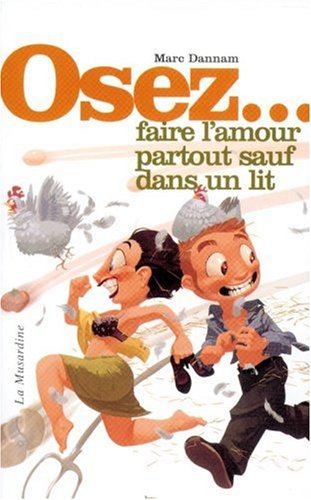 Marc Dannam
Osez...
faire l'amour
partout sauf
dans un lit
La Musardine